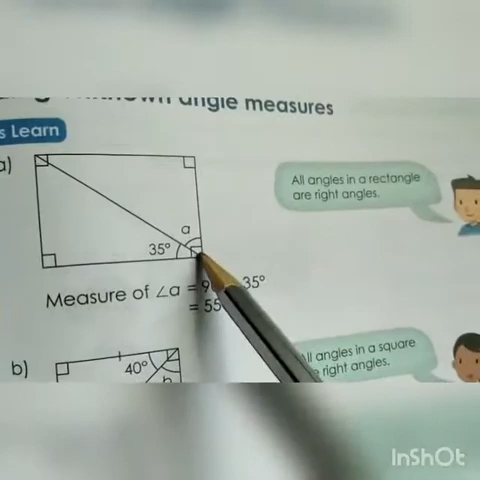 angle measures
s Learn
a)
All angles in a rectangle
are right angles.
a
35°
Measure of ∠a = 9 35°
= 55
b)
40°
b
ll angles in a square
right angles.
InShOt